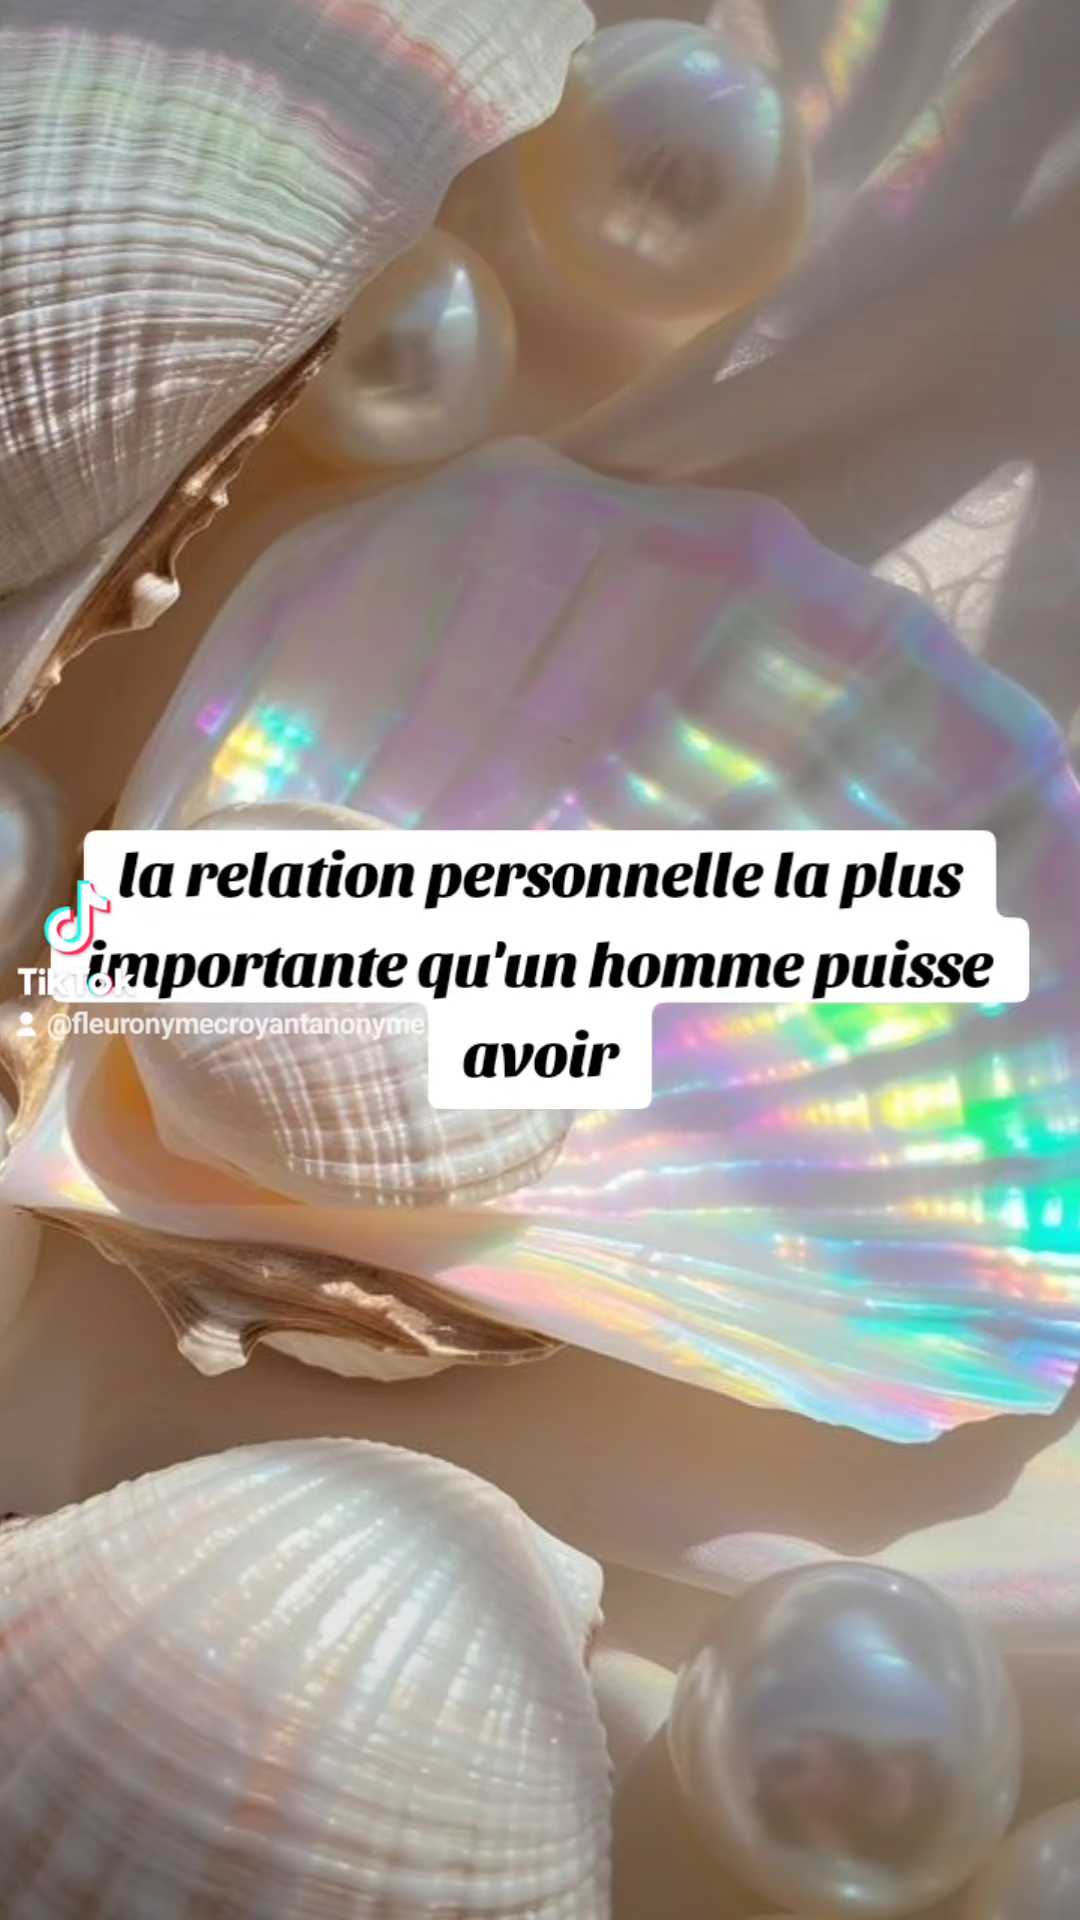 la relation personnelle la plus
importante qu'un homme puisse
avoir
TikTok
@fleuronymecroyantanonyme